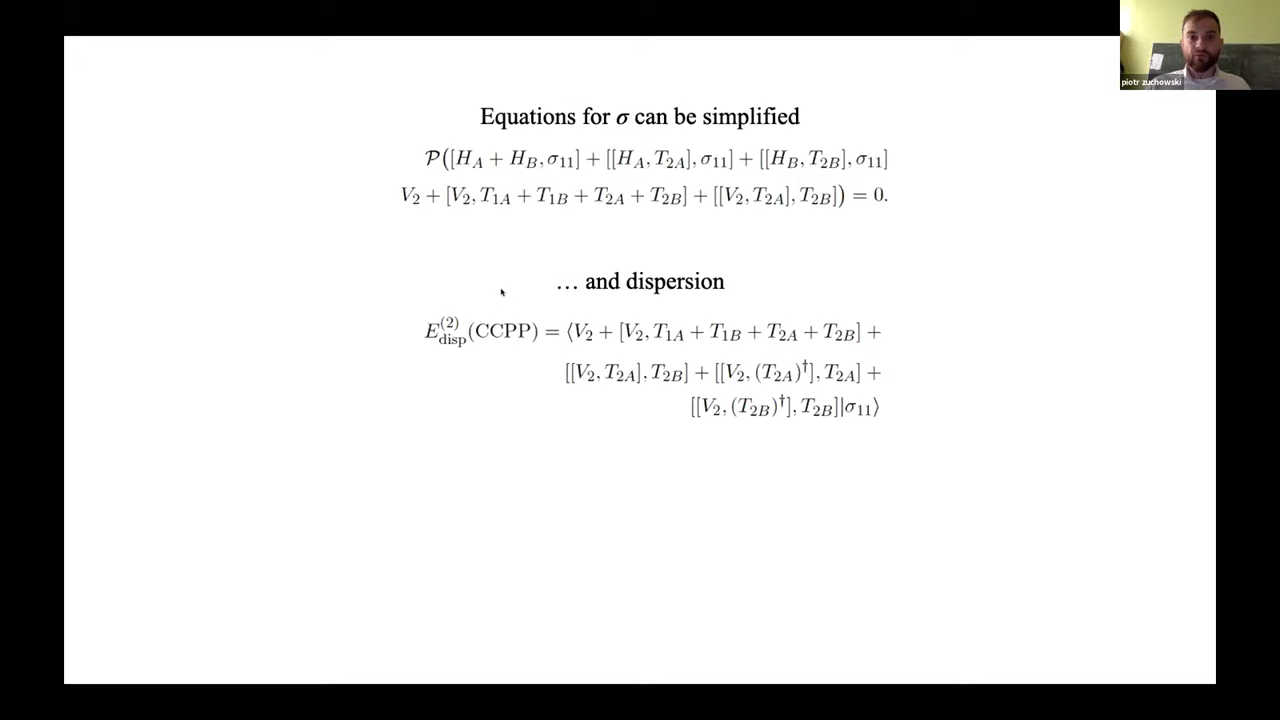 Equations for σ can be simplified
𝒫([H_A + H_B, σ_11] + [[H_A, T_2A], σ_11] + [[H_B, T_2B], σ_11]
V_2 + [V_2, T_1A + T_1B + T_2A + T_2B] + [[V_2, T_2A], T_2B]) = 0.
… and dispersion
E_disp^(2)(CCPP) = ⟨V_2 + [V_2, T_1A + T_1B + T_2A + T_2B] +
[[V_2, T_2A], T_2B] + [[V_2, (T_2A)^†], T_2A] +
[[V_2, (T_2B)^†], T_2B]|σ_11⟩
piotr zuchowski